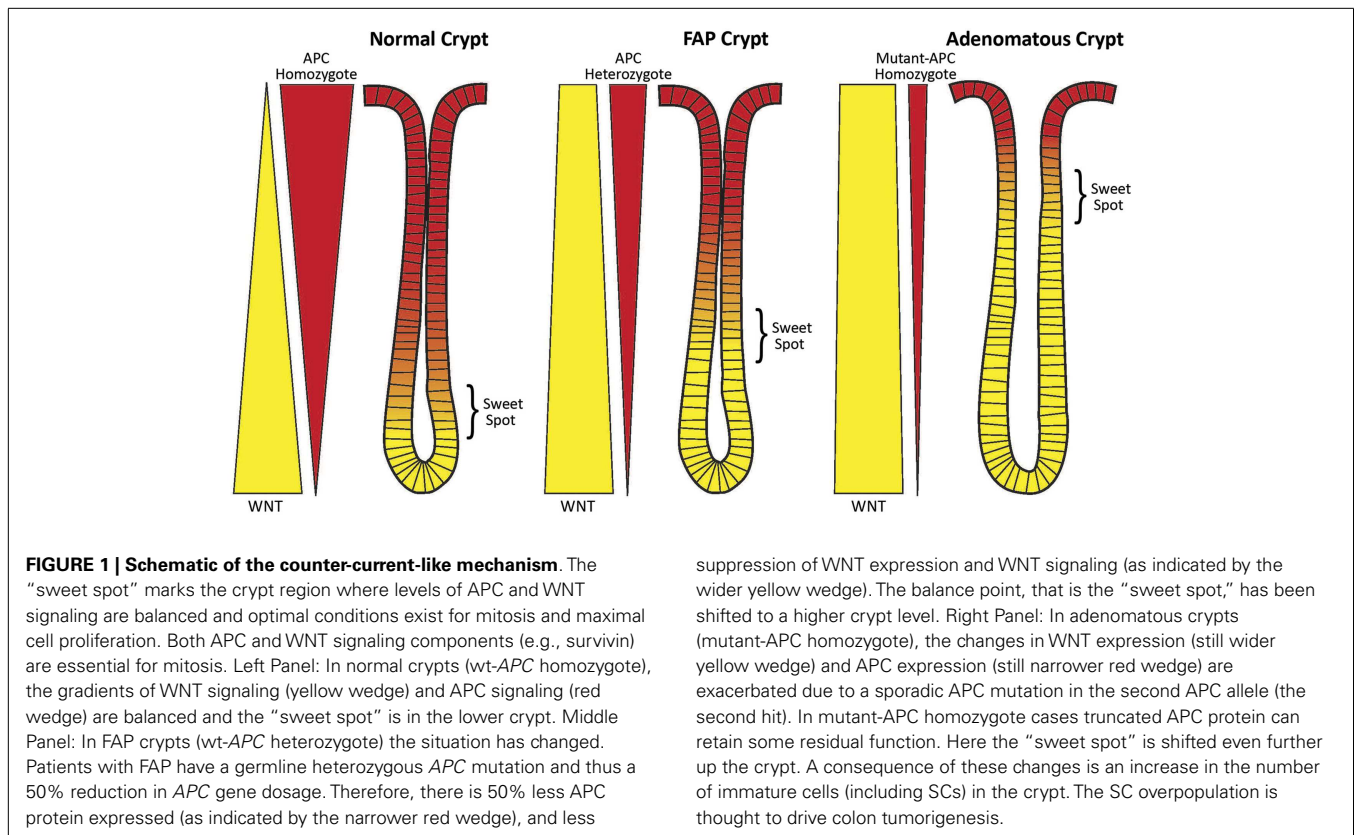 Normal Crypt
FAP Crypt
Adenomatous Crypt
APC
Homozygote
APC
Heterozygote
Mutant-APC
Homozygote
Sweet
Spot
Sweet
Spot
Sweet
Spot
WNT
WNT
WNT
FIGURE 1 | Schematic of the counter-current-like mechanism. The
"sweet spot" marks the crypt region where levels of APC and WNT
signaling are balanced and optimal conditions exist for mitosis and maximal
cell proliferation. Both APC and WNT signaling components (e.g., survivin)
are essential for mitosis. Left Panel: In normal crypts (wt-APC homozygote),
the gradients of WNT signaling (yellow wedge) and APC signaling (red
wedge) are balanced and the "sweet spot" is in the lower crypt. Middle
Panel: In FAP crypts (wt-APC heterozygote) the situation has changed.
Patients with FAP have a germline heterozygous APC mutation and thus a
50% reduction in APC gene dosage. Therefore, there is 50% less APC
protein expressed (as indicated by the narrower red wedge), and less
suppression of WNT expression and WNT signaling (as indicated by the
wider yellow wedge). The balance point, that is the "sweet spot," has been
shifted to a higher crypt level. Right Panel: In adenomatous crypts
(mutant-APC homozygote), the changes in WNT expression (still wider
yellow wedge) and APC expression (still narrower red wedge) are
exacerbated due to a sporadic APC mutation in the second APC allele (the
second hit). In mutant-APC homozygote cases truncated APC protein can
retain some residual function. Here the "sweet spot" is shifted even further
up the crypt. A consequence of these changes is an increase in the number
of immature cells (including SCs) in the crypt. The SC overpopulation is
thought to drive colon tumorigenesis.